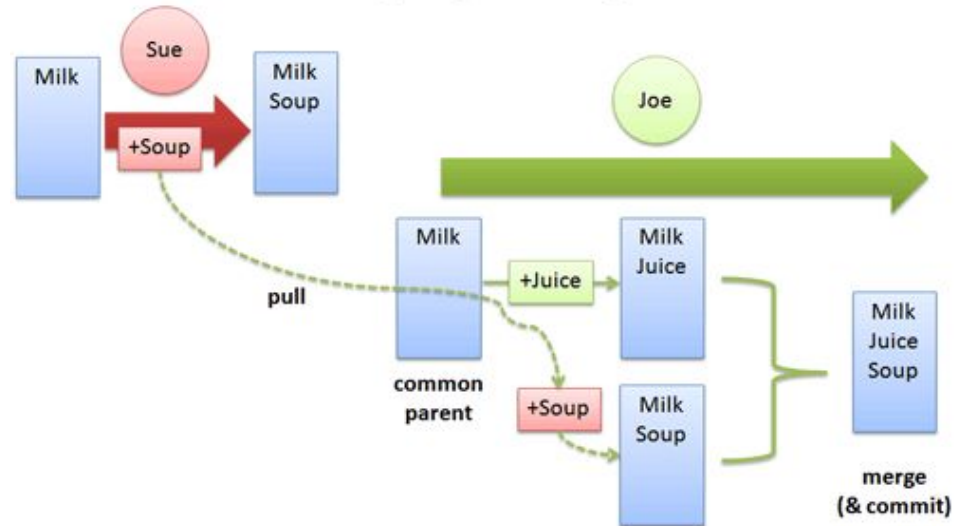 Sue
Milk
Milk
Soup
+Soup
Joe
pull
Milk
+Juice
Milk
Juice
common
parent
+Soup
Milk
Soup
Milk
Juice
Soup
merge
(& commit)